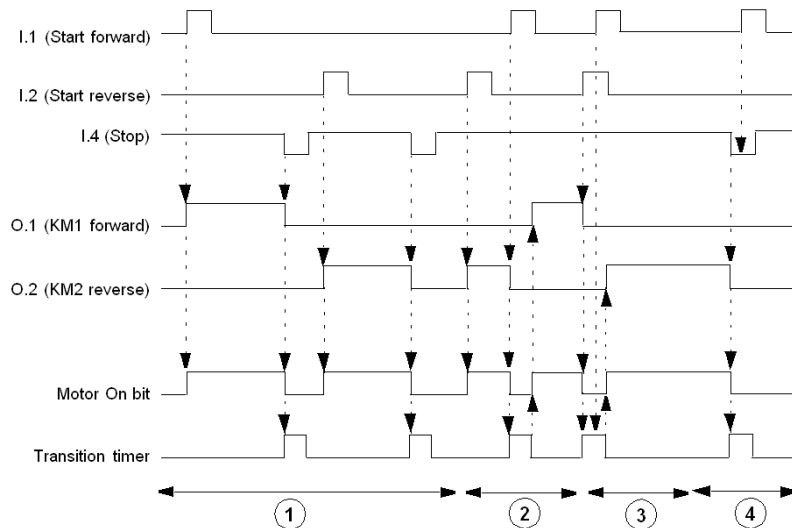 I.1 (Start forward)
I.2 (Start reverse)
I.4 (Stop)
O.1 (KM1 forward)
O.2 (KM2 reverse)
Motor On bit
Transition timer
1 2 3 4